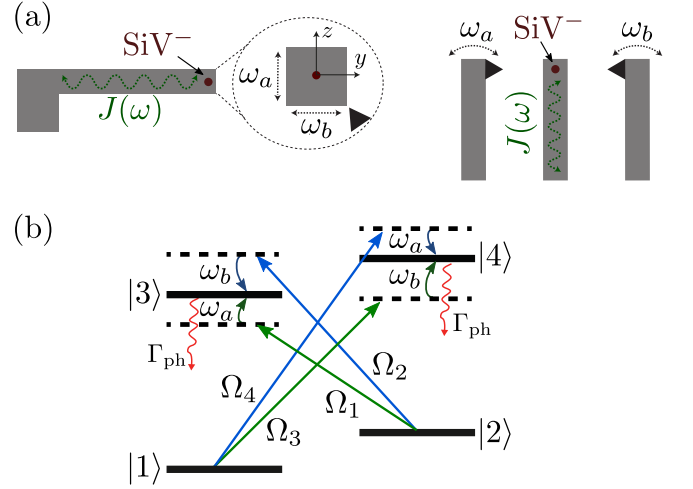 (a)
SiV⁻
J(ω)
z
y
ω_a
ω_b
ω_a
SiV⁻
ω_b
J(ω)
(b)
ω_a
|4⟩
ω_b
ω_b
|3⟩
ω_a
Γ_ph
Γ_ph
Ω_4
Ω_2
Ω_3
Ω_1
|2⟩
|1⟩